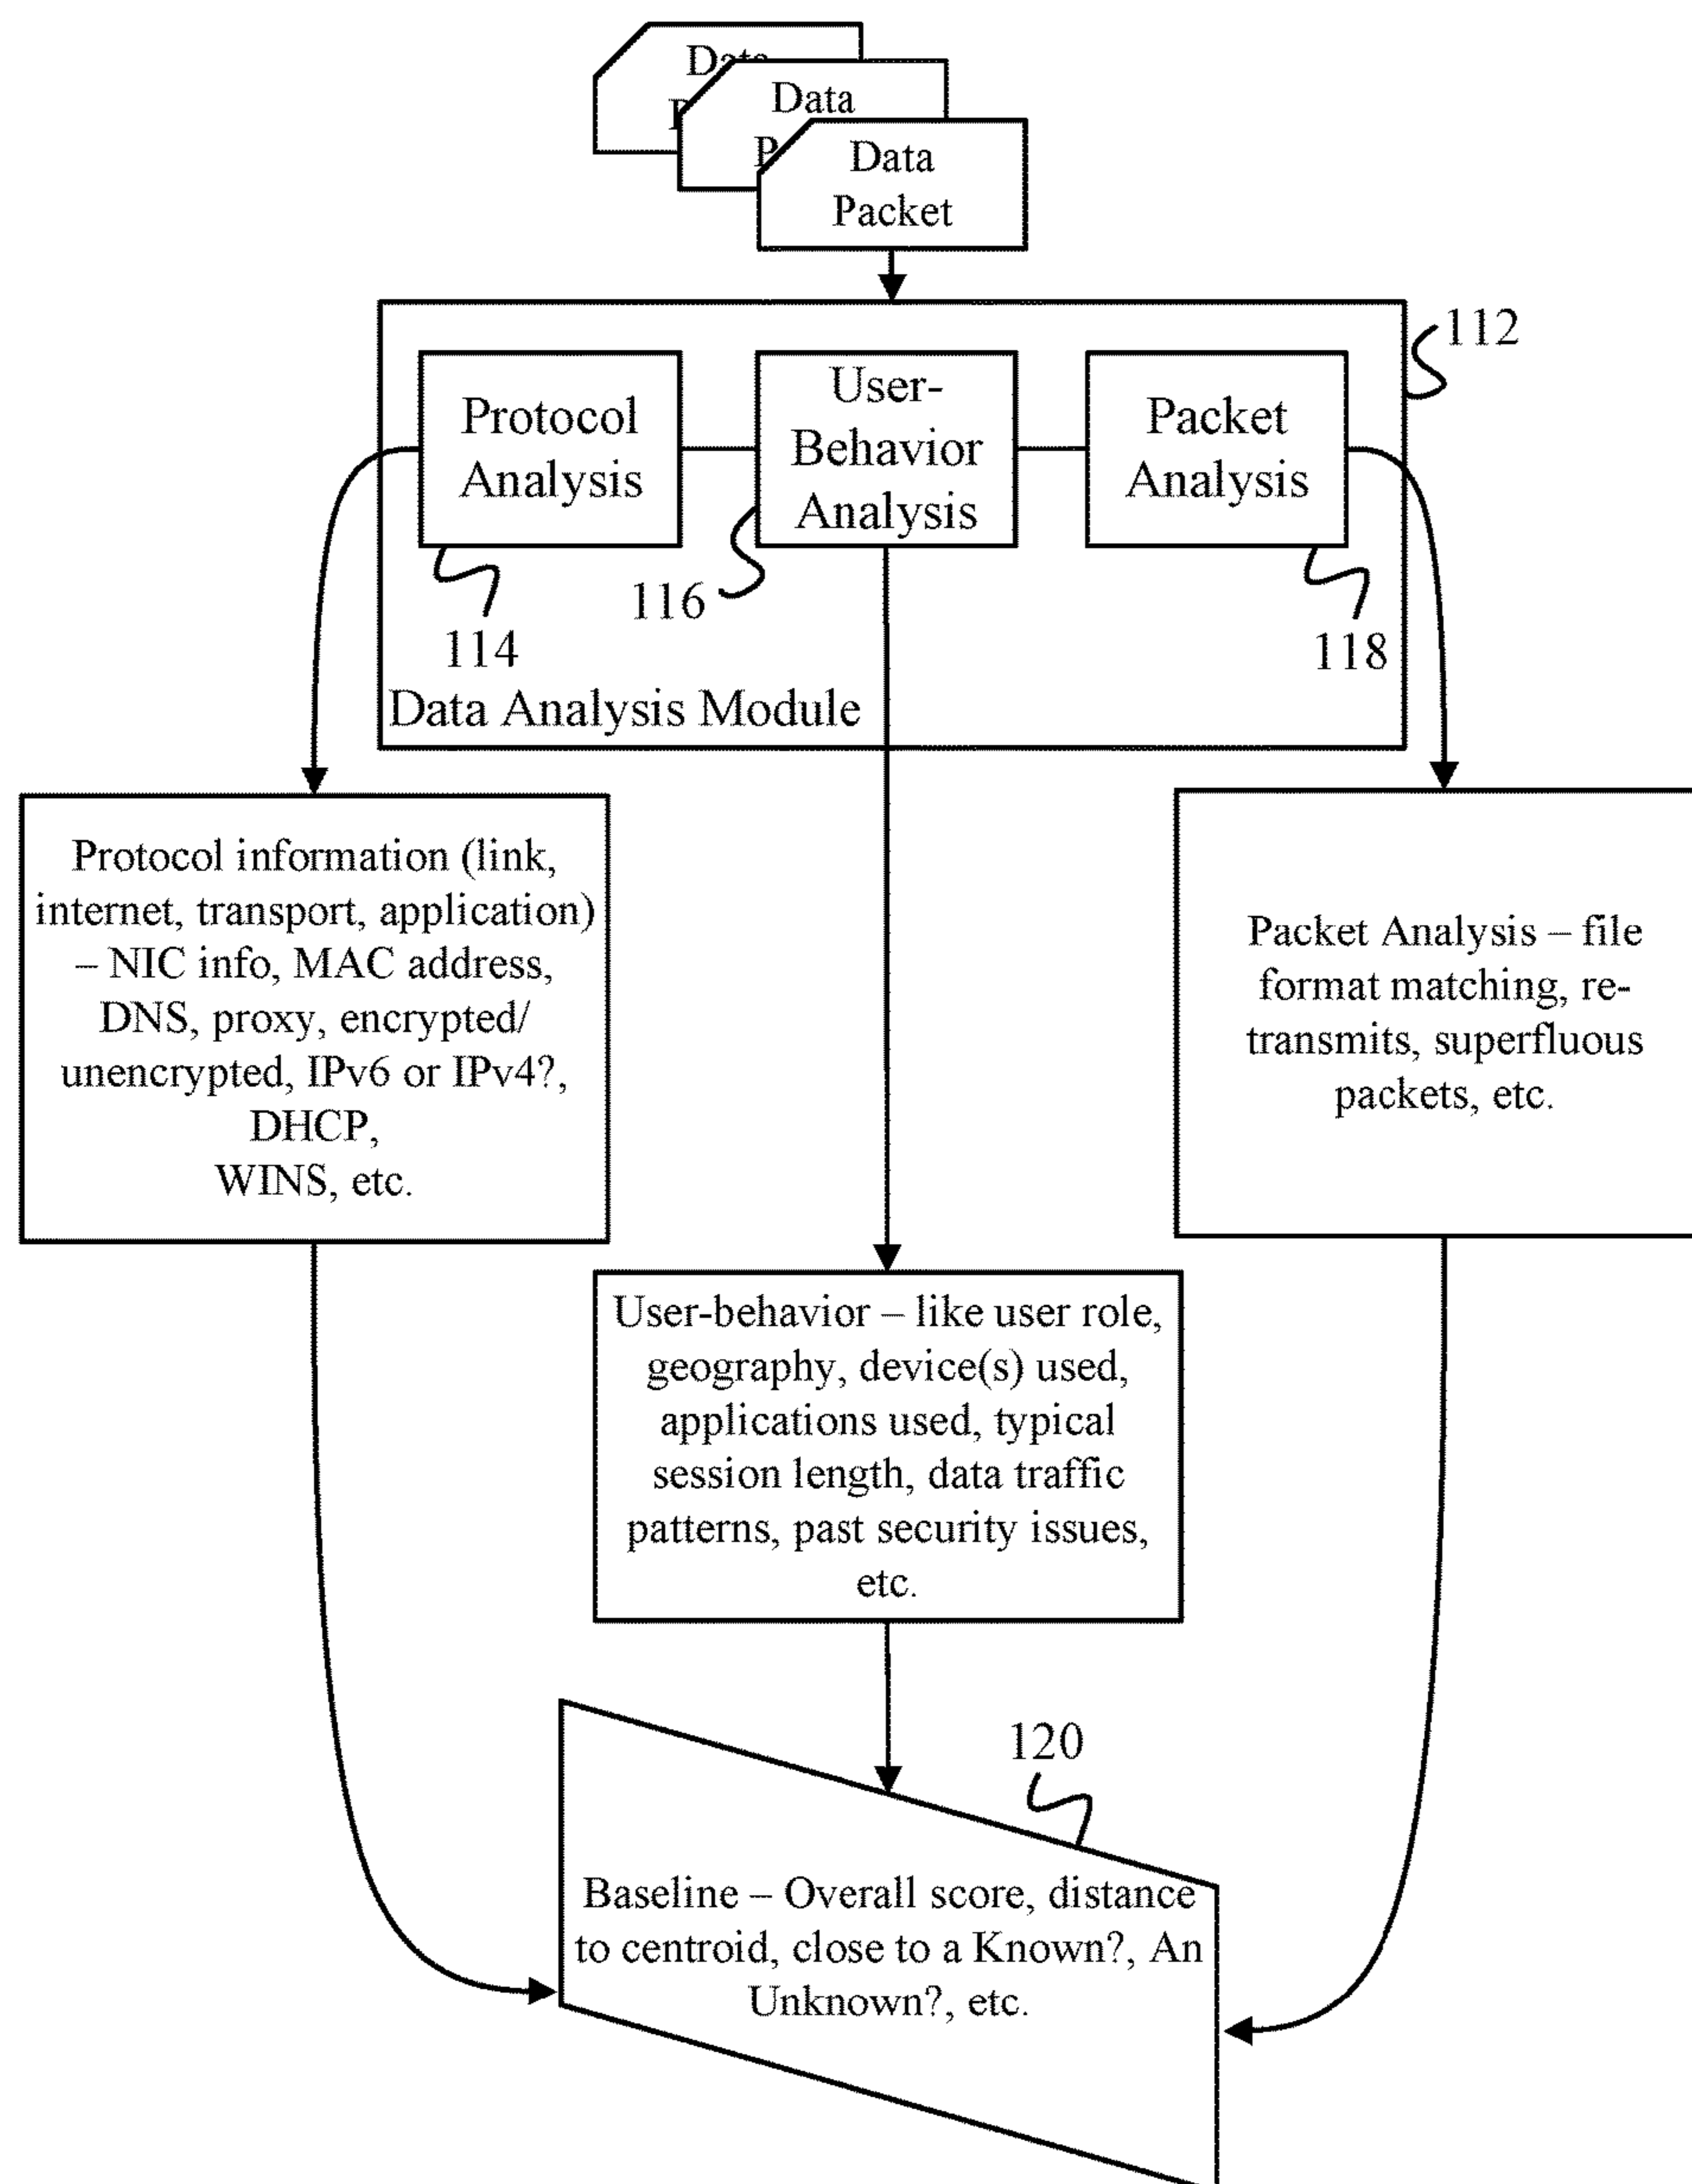 Data
Data
Data
Packet
112
Protocol
Analysis
User-
Behavior
Analysis
Packet
Analysis
116
114
118
Data Analysis Module
Protocol information (link,
internet, transport, application)
– NIC info, MAC address,
DNS, proxy, encrypted/
unencrypted, IPv6 or IPv4?,
DHCP,
WINS, etc.
Packet Analysis – file
format matching, re-
transmits, superfluous
packets, etc.
User-behavior – like user role,
geography, device(s) used,
applications used, typical
session length, data traffic
patterns, past security issues,
etc.
120
Baseline – Overall score, distance
to centroid, close to a Known?, An
Unknown?, etc.